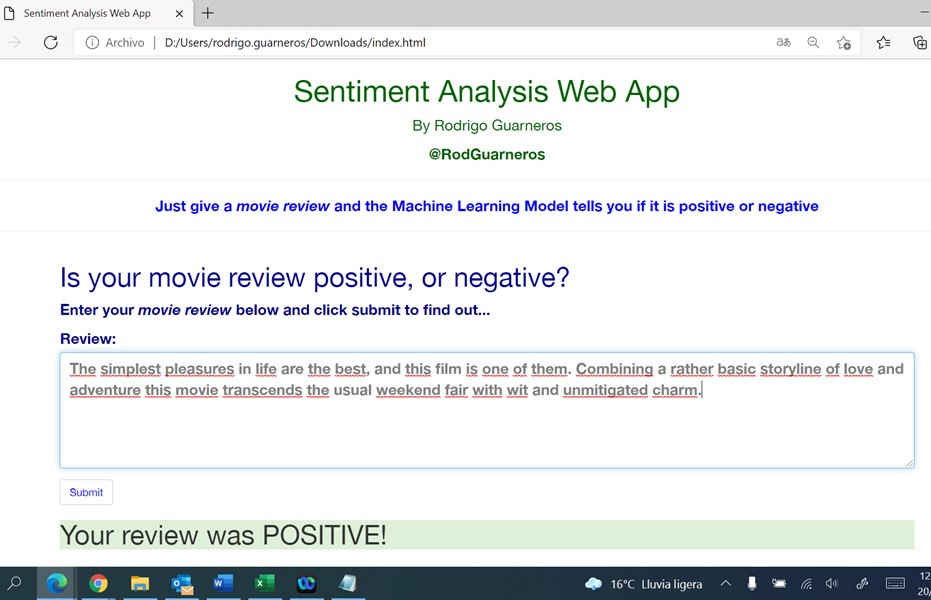 Sentiment Analysis Web App
Archivo | D:/Users/rodrigo.guarneros/Downloads/index.html
Sentiment Analysis Web App
By Rodrigo Guarneros
@RodGuarneros
Just give a movie review and the Machine Learning Model tells you if it is positive or negative
Is your movie review positive, or negative?
Enter your movie review below and click submit to find out...
Review:
The simplest pleasures in life are the best, and this film is one of them. Combining a rather basic storyline of love and
adventure this movie transcends the usual weekend fair with wit and unmitigated charm.
Submit
Your review was POSITIVE!
16°C Lluvia ligera